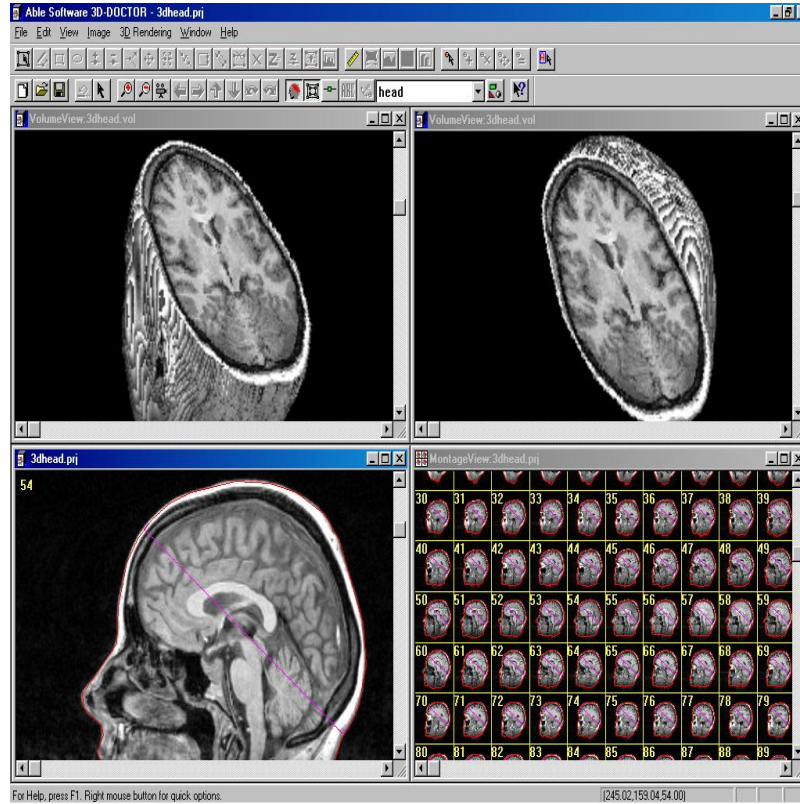 Able Software 3D-DOCTOR - 3dhead.prj
File Edit View Image 3D Rendering Window Help
head
VolumeView:3dhead.vol
VolumeView:3dhead.vol
3dhead.prj
54
MontageView:3dhead.prj
30 31 32 33 34 35 36 37 38 39
40 41 42 43 44 45 46 47 48 49
50 51 52 53 54 55 56 57 58 59
60 61 62 63 64 65 66 67 68 69
70 71 72 73 74 75 76 77 78 79
80 81 82 83 84 85 86 87 88 89
For Help, press F1. Right mouse button for quick options.
(245.02,159.04,54.00)